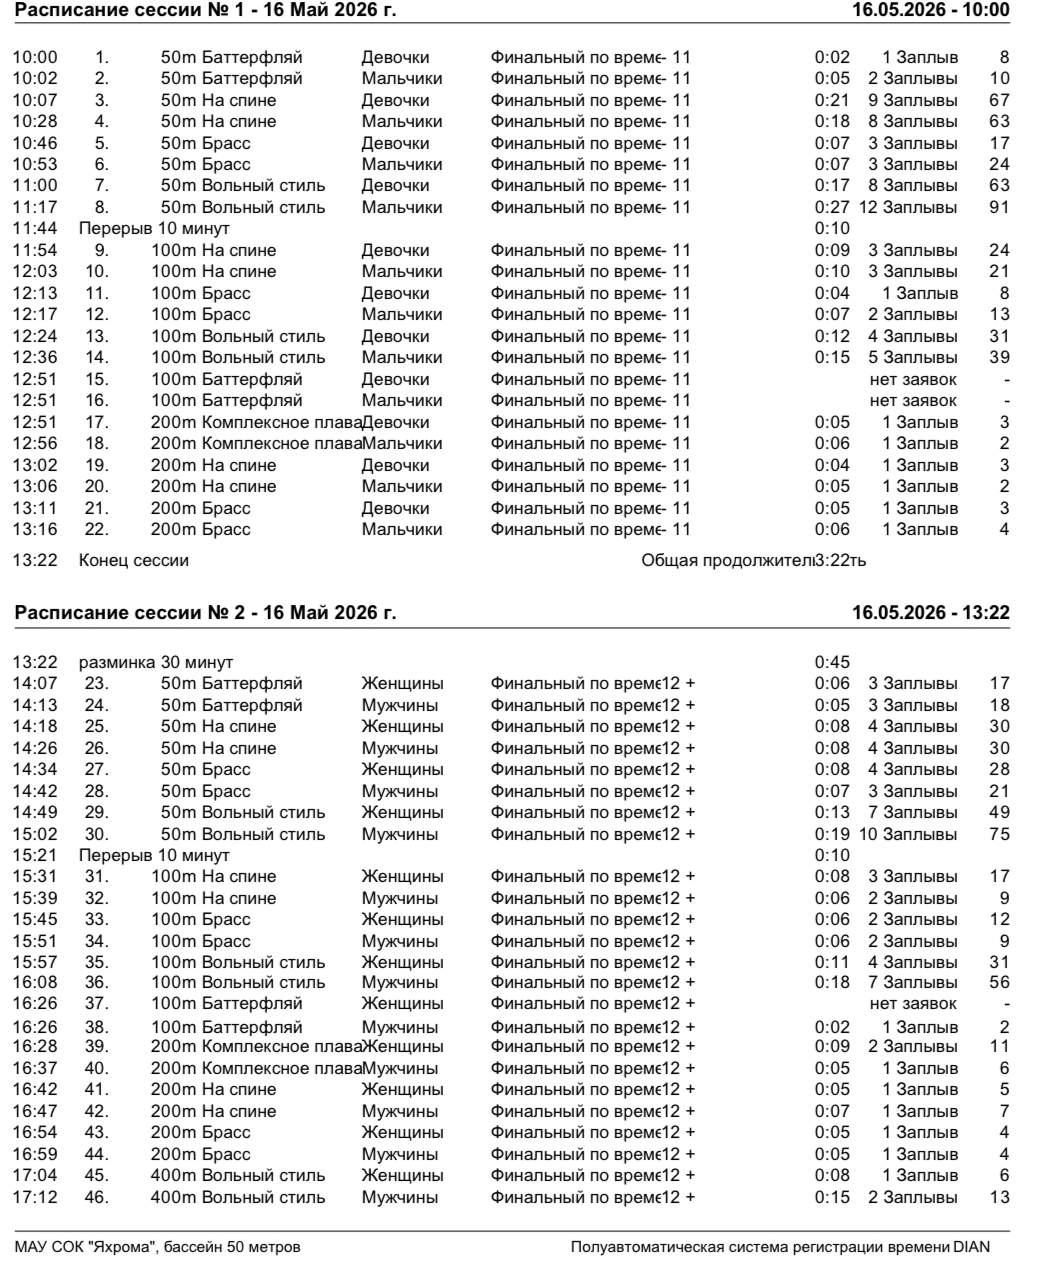 Расписание сессии № 1 - 16 Май 2026 г. 16.05.2026 - 10:00
10:00 1. 50m Баттерфляй Девочки Финальный по време- 11 0:02 1 Заплыв 8
10:02 2. 50m Баттерфляй Мальчики Финальный по време- 11 0:05 2 Заплывы 10
10:07 3. 50m На спине Девочки Финальный по време- 11 0:21 9 Заплывы 67
10:28 4. 50m На спине Мальчики Финальный по време- 11 0:18 8 Заплывы 63
10:46 5. 50m Брасс Девочки Финальный по време- 11 0:07 3 Заплывы 17
10:53 6. 50m Брасс Мальчики Финальный по време- 11 0:07 3 Заплывы 24
11:00 7. 50m Вольный стиль Девочки Финальный по време- 11 0:17 8 Заплывы 63
11:17 8. 50m Вольный стиль Мальчики Финальный по време- 11 0:27 12 Заплывы 91
11:44 Перерыв 10 минут 0:10
11:54 9. 100m На спине Девочки Финальный по време- 11 0:09 3 Заплывы 24
12:03 10. 100m На спине Мальчики Финальный по време- 11 0:10 3 Заплывы 21
12:13 11. 100m Брасс Девочки Финальный по време- 11 0:04 1 Заплыв 8
12:17 12. 100m Брасс Мальчики Финальный по време- 11 0:07 2 Заплывы 13
12:24 13. 100m Вольный стиль Девочки Финальный по време- 11 0:12 4 Заплывы 31
12:36 14. 100m Вольный стиль Мальчики Финальный по време- 11 0:15 5 Заплывы 39
12:51 15. 100m Баттерфляй Девочки Финальный по време- 11 нет заявок -
12:51 16. 100m Баттерфляй Мальчики Финальный по време- 11 нет заявок -
12:51 17. 200m Комплексное плаваДевочки Финальный по време- 11 0:05 1 Заплыв 3
12:56 18. 200m Комплексное плаваМальчики Финальный по време- 11 0:06 1 Заплыв 2
13:02 19. 200m На спине Девочки Финальный по време- 11 0:04 1 Заплыв 3
13:06 20. 200m На спине Мальчики Финальный по време- 11 0:05 1 Заплыв 2
13:11 21. 200m Брасс Девочки Финальный по време- 11 0:05 1 Заплыв 3
13:16 22. 200m Брасс Мальчики Финальный по време- 11 0:06 1 Заплыв 4
13:22 Конец сессии Общая продолжител3:22ть
Расписание сессии № 2 - 16 Май 2026 г. 16.05.2026 - 13:22
13:22 разминка 30 минут 0:45
14:07 23. 50m Баттерфляй Женщины Финальный по време12 + 0:06 3 Заплывы 17
14:13 24. 50m Баттерфляй Мужчины Финальный по време12 + 0:05 3 Заплывы 18
14:18 25. 50m На спине Женщины Финальный по време12 + 0:08 4 Заплывы 30
14:26 26. 50m На спине Мужчины Финальный по време12 + 0:08 4 Заплывы 30
14:34 27. 50m Брасс Женщины Финальный по време12 + 0:08 4 Заплывы 28
14:42 28. 50m Брасс Мужчины Финальный по време12 + 0:07 3 Заплывы 21
14:49 29. 50m Вольный стиль Женщины Финальный по време12 + 0:13 7 Заплывы 49
15:02 30. 50m Вольный стиль Мужчины Финальный по време12 + 0:19 10 Заплывы 75
15:21 Перерыв 10 минут 0:10
15:31 31. 100m На спине Женщины Финальный по време12 + 0:08 3 Заплывы 17
15:39 32. 100m На спине Мужчины Финальный по време12 + 0:06 2 Заплывы 9
15:45 33. 100m Брасс Женщины Финальный по време12 + 0:06 2 Заплывы 12
15:51 34. 100m Брасс Мужчины Финальный по време12 + 0:06 2 Заплывы 9
15:57 35. 100m Вольный стиль Женщины Финальный по време12 + 0:11 4 Заплывы 31
16:08 36. 100m Вольный стиль Мужчины Финальный по време12 + 0:18 7 Заплывы 56
16:26 37. 100m Баттерфляй Женщины Финальный по време12 + нет заявок -
16:26 38. 100m Баттерфляй Мужчины Финальный по време12 + 0:02 1 Заплыв 2
16:28 39. 200m Комплексное плаваЖенщины Финальный по време12 + 0:09 2 Заплывы 11
16:37 40. 200m Комплексное плаваМужчины Финальный по време12 + 0:05 1 Заплыв 6
16:42 41. 200m На спине Женщины Финальный по време12 + 0:05 1 Заплыв 5
16:47 42. 200m На спине Мужчины Финальный по време12 + 0:07 1 Заплыв 7
16:54 43. 200m Брасс Женщины Финальный по време12 + 0:05 1 Заплыв 4
16:59 44. 200m Брасс Мужчины Финальный по време12 + 0:05 1 Заплыв 4
17:04 45. 400m Вольный стиль Женщины Финальный по време12 + 0:08 1 Заплыв 6
17:12 46. 400m Вольный стиль Мужчины Финальный по време12 + 0:15 2 Заплывы 13
МАУ СОК "Яхрома", бассейн 50 метров Полуавтоматическая система регистрации времени DIAN